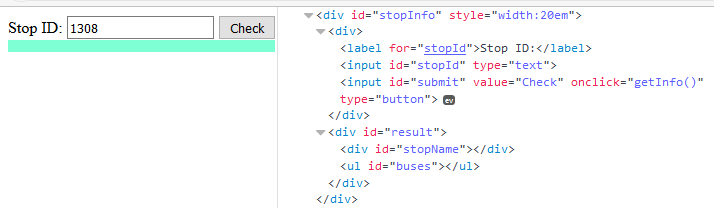 Stop ID: 1308 Check
<div id="stopInfo" style="width:20em">
<div>
<label for="stopId">Stop ID:</label>
<input id="stopId" type="text">
<input id="submit" value="Check" onclick="getInfo()"
type="button"> ev
</div>
<div id="result">
<div id="stopName"></div>
<ul id="buses"></ul>
</div>
</div>